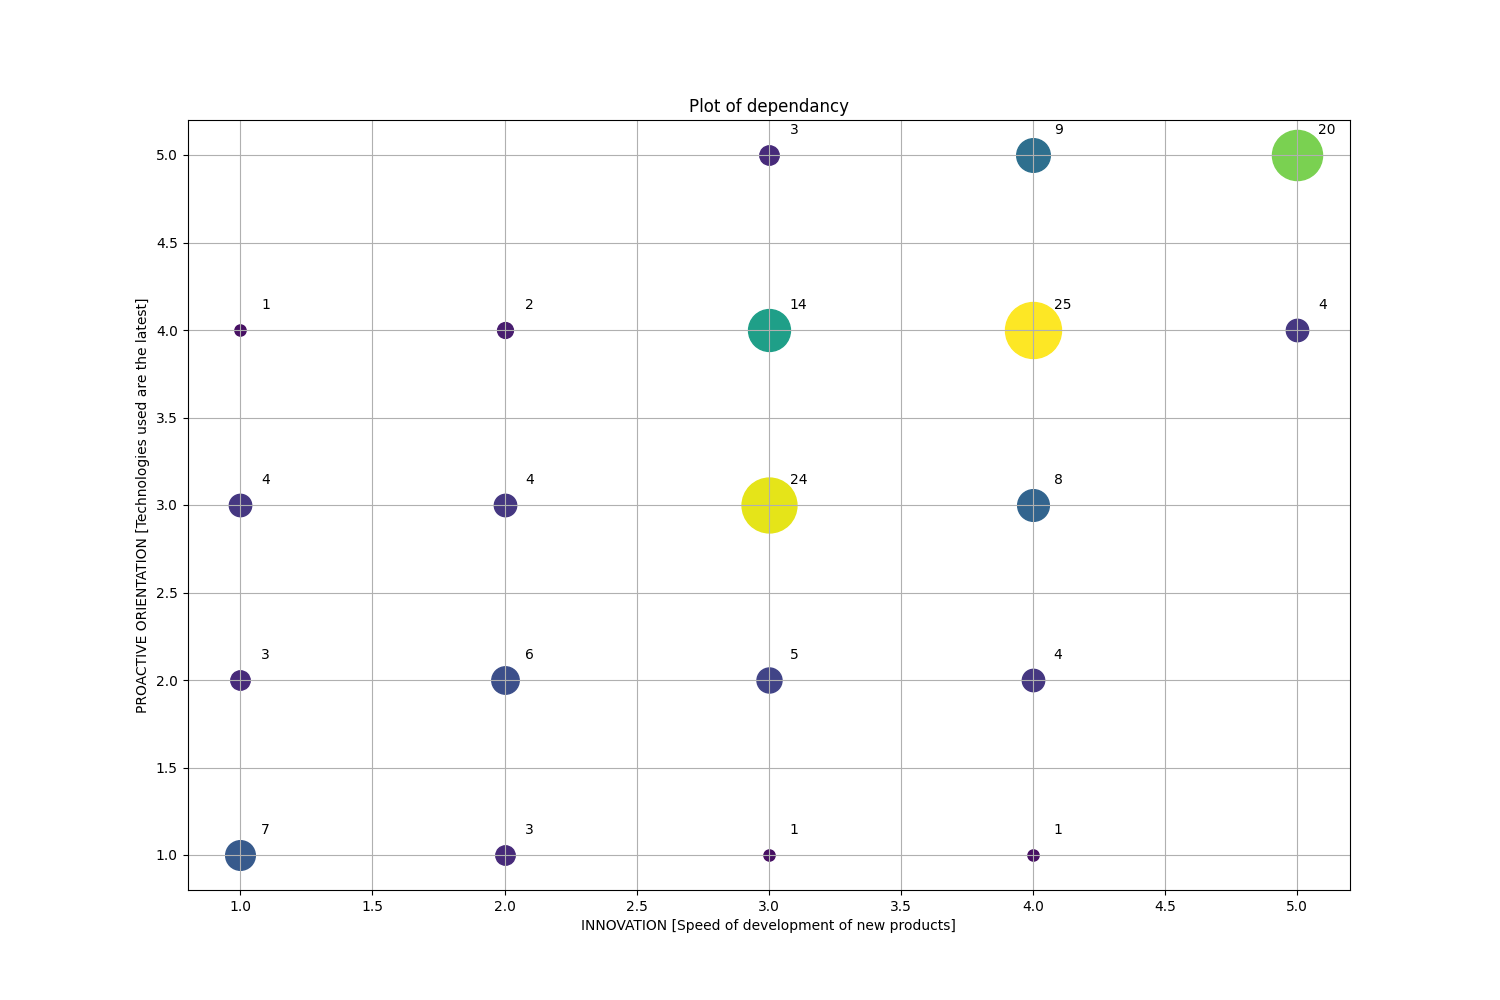 Plot of dependancy
3 9 20
5.0
4.5
1 2 14 25 4
4.0
3.5
4 4 24 8
3.0
2.5
3 6 5 4
2.0
1.5
7 3 1 1
1.0
PROACTIVE ORIENTATION [Technologies used are the latest]
1.0 1.5 2.0 2.5 3.0 3.5 4.0 4.5 5.0
INNOVATION [Speed of development of new products]